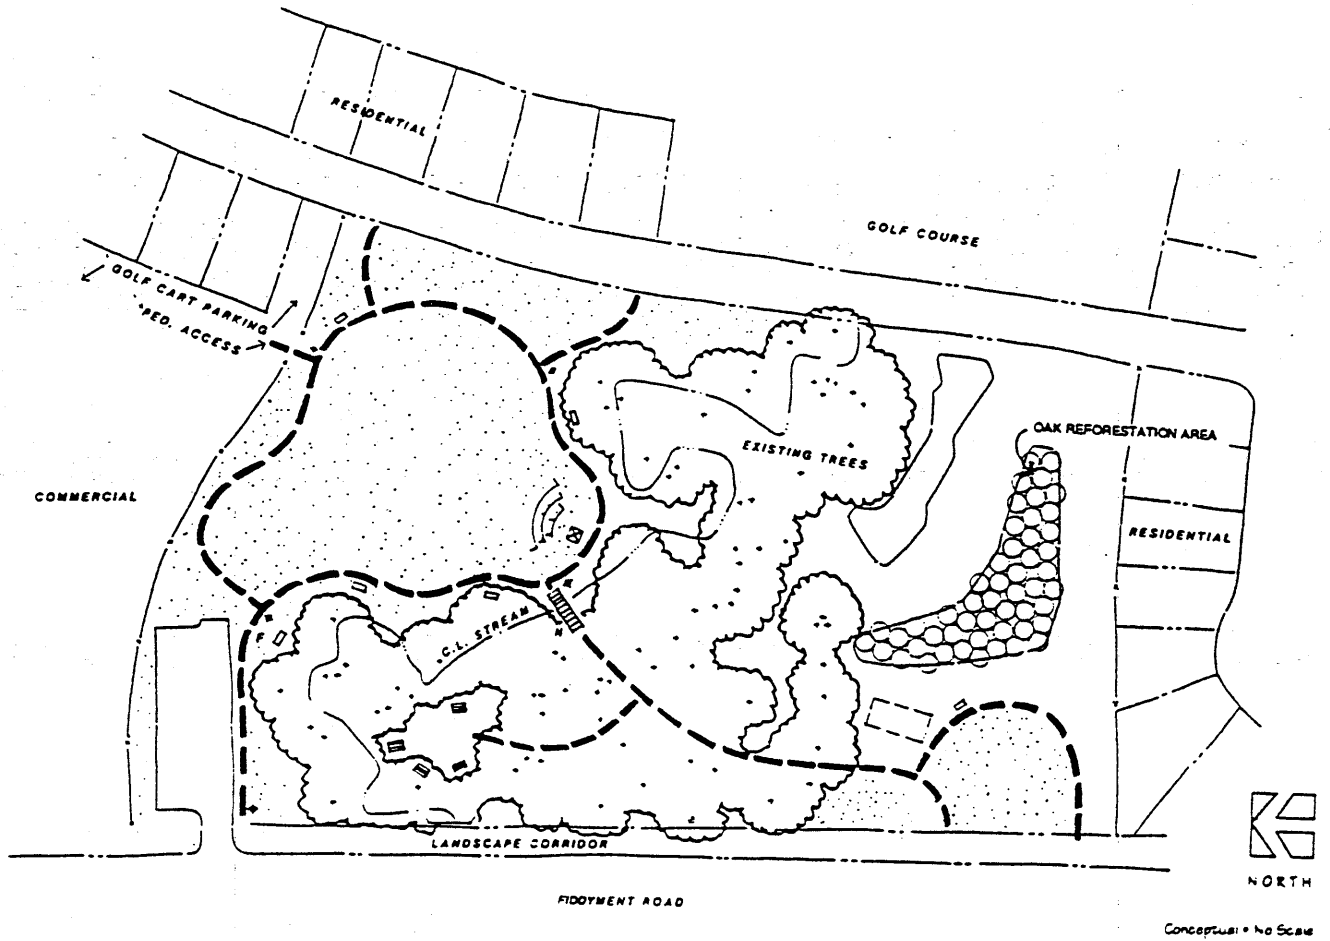 RESIDENTIAL
GOLF COURSE
GOLF CART PARKING
PED. ACCESS
OAK REFORESTATION AREA
EXISTING TREES
COMMERCIAL
RESIDENTIAL
C.L. STREAM
F
H
LANDSCAPE CORRIDOR
FIDDYMENT ROAD
NORTH
Conceptual • No Scale